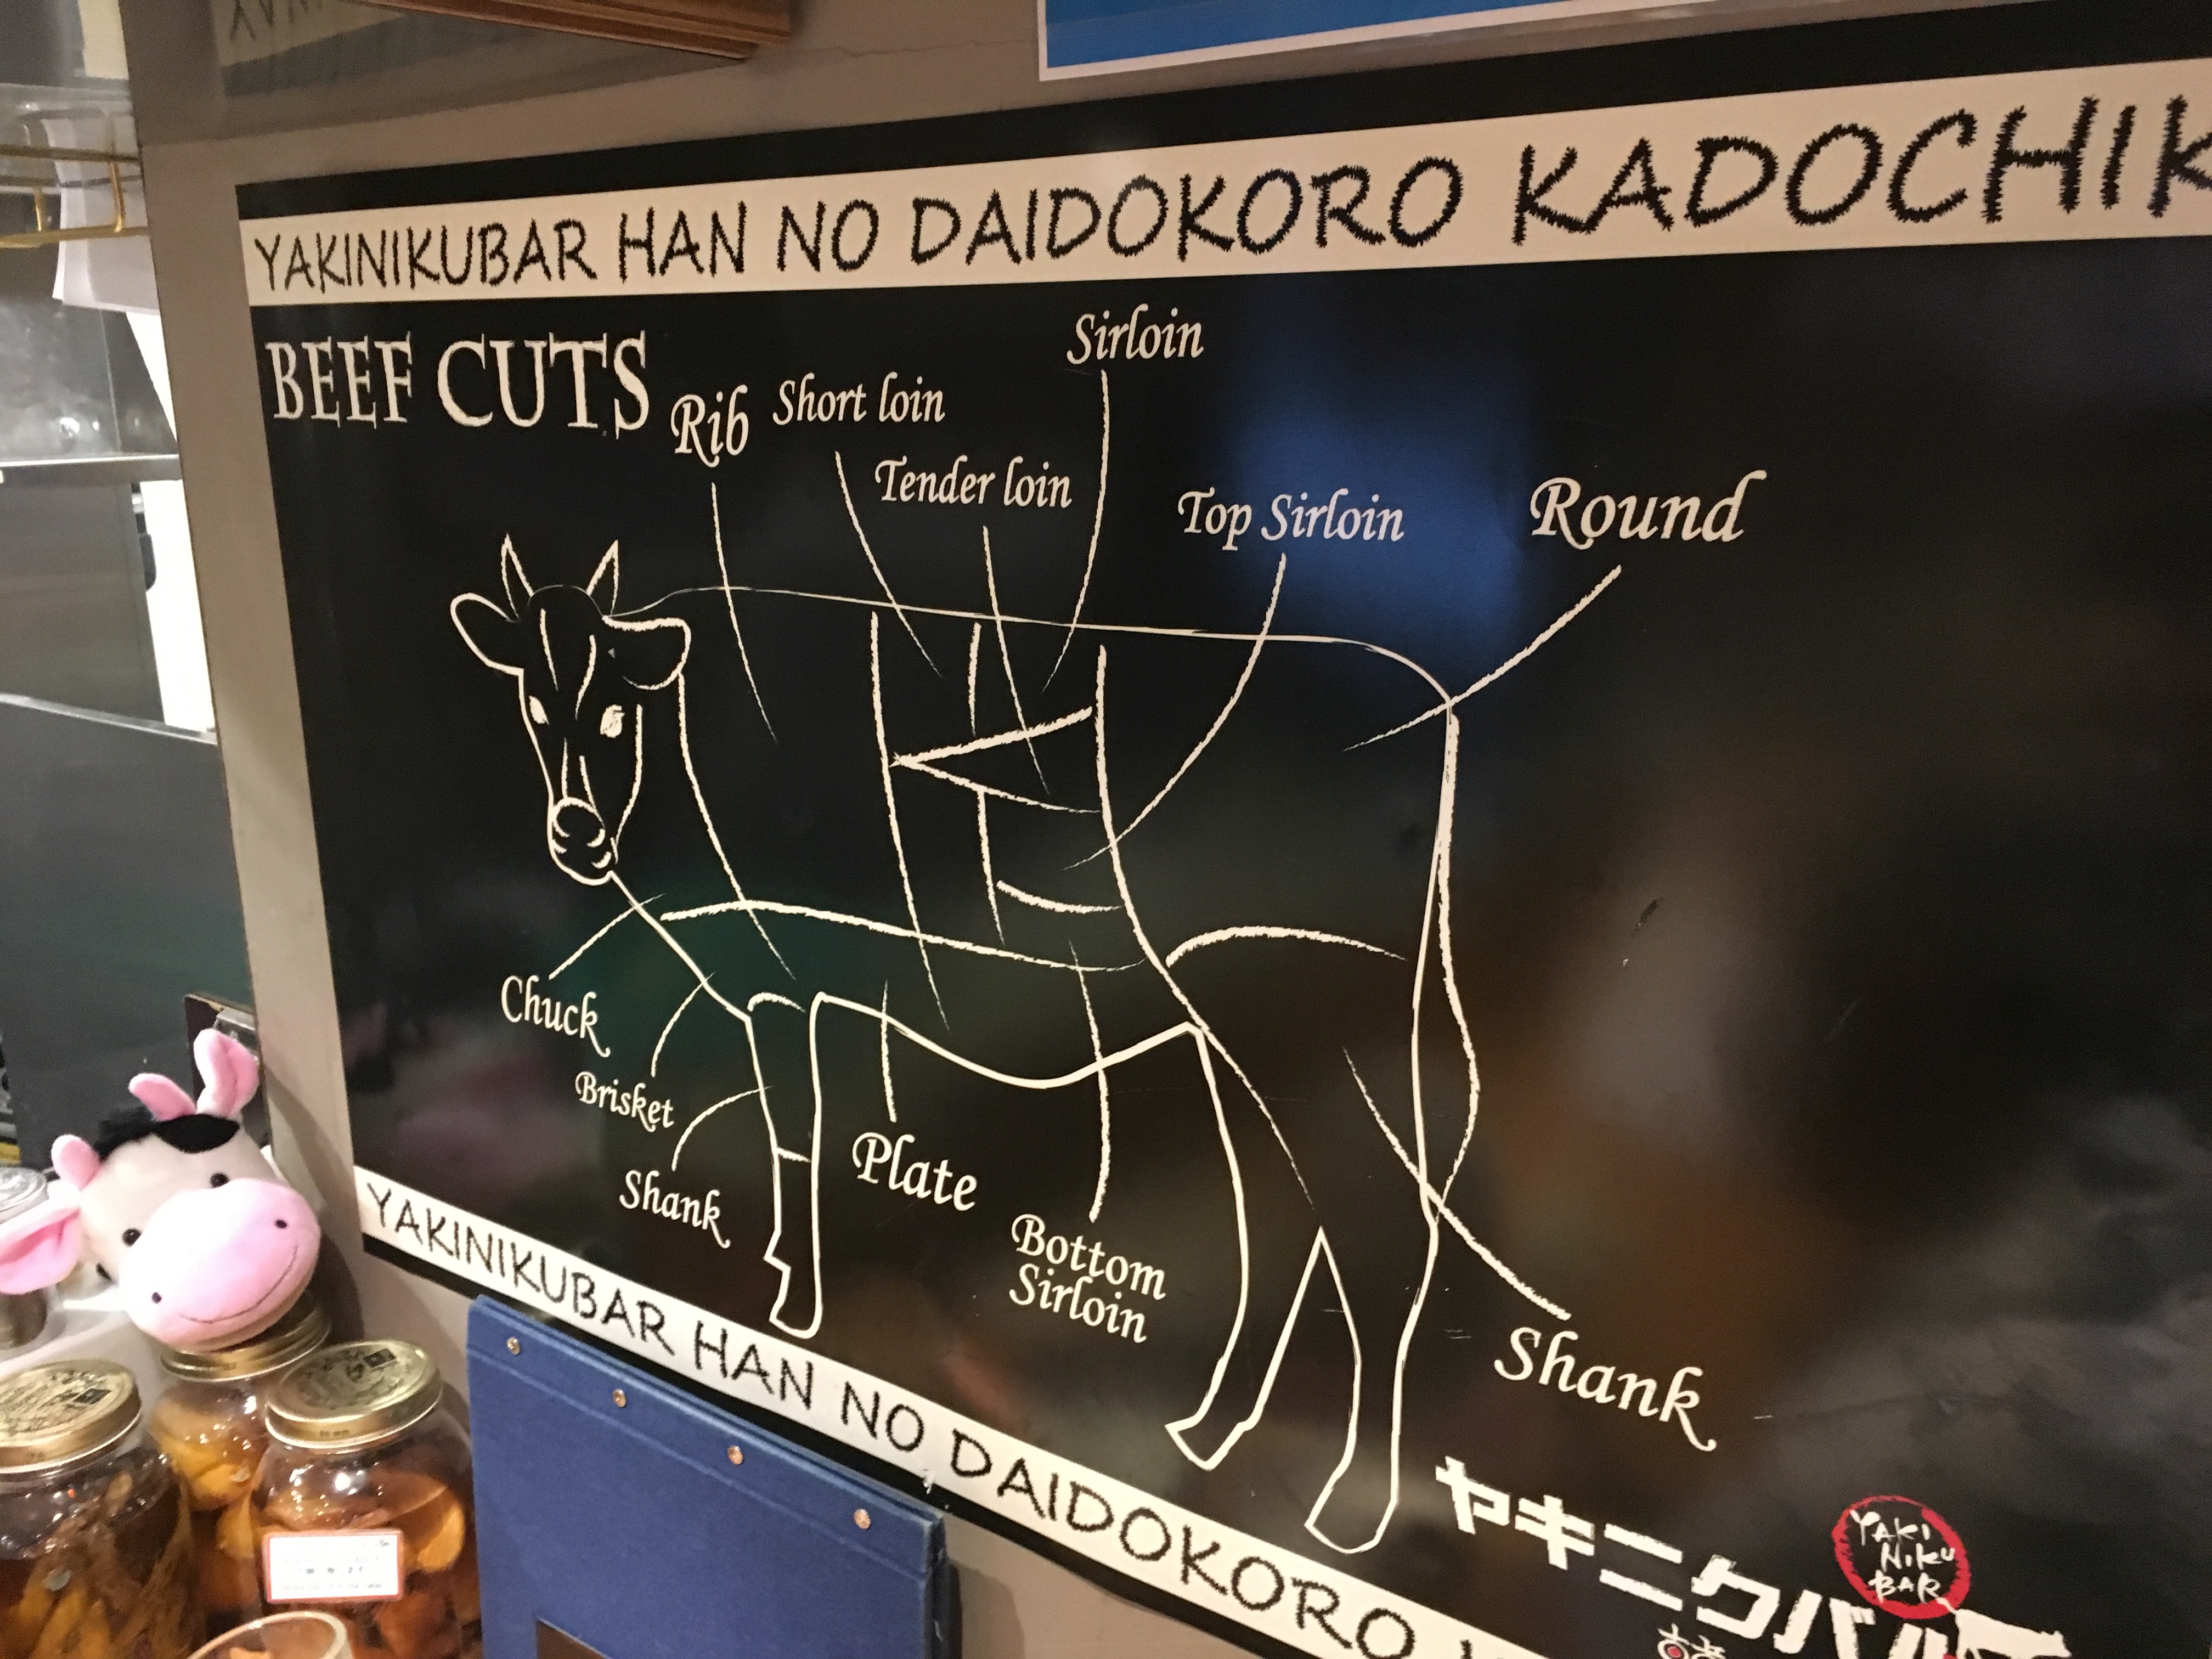 YAKINIKUBAR HAN NO DAIDOKORO KADOCHIK
BEEF CUTS
Sirloin
Rib
Short loin
Tender loin
Top Sirloin
Round
Chuck
Brisket
Shank
Plate
Bottom
Sirloin
Shank
YAKINIKUBAR HAN NO DAIDOKORO
ヤキニクバル
YAKI
NIKU
BAR